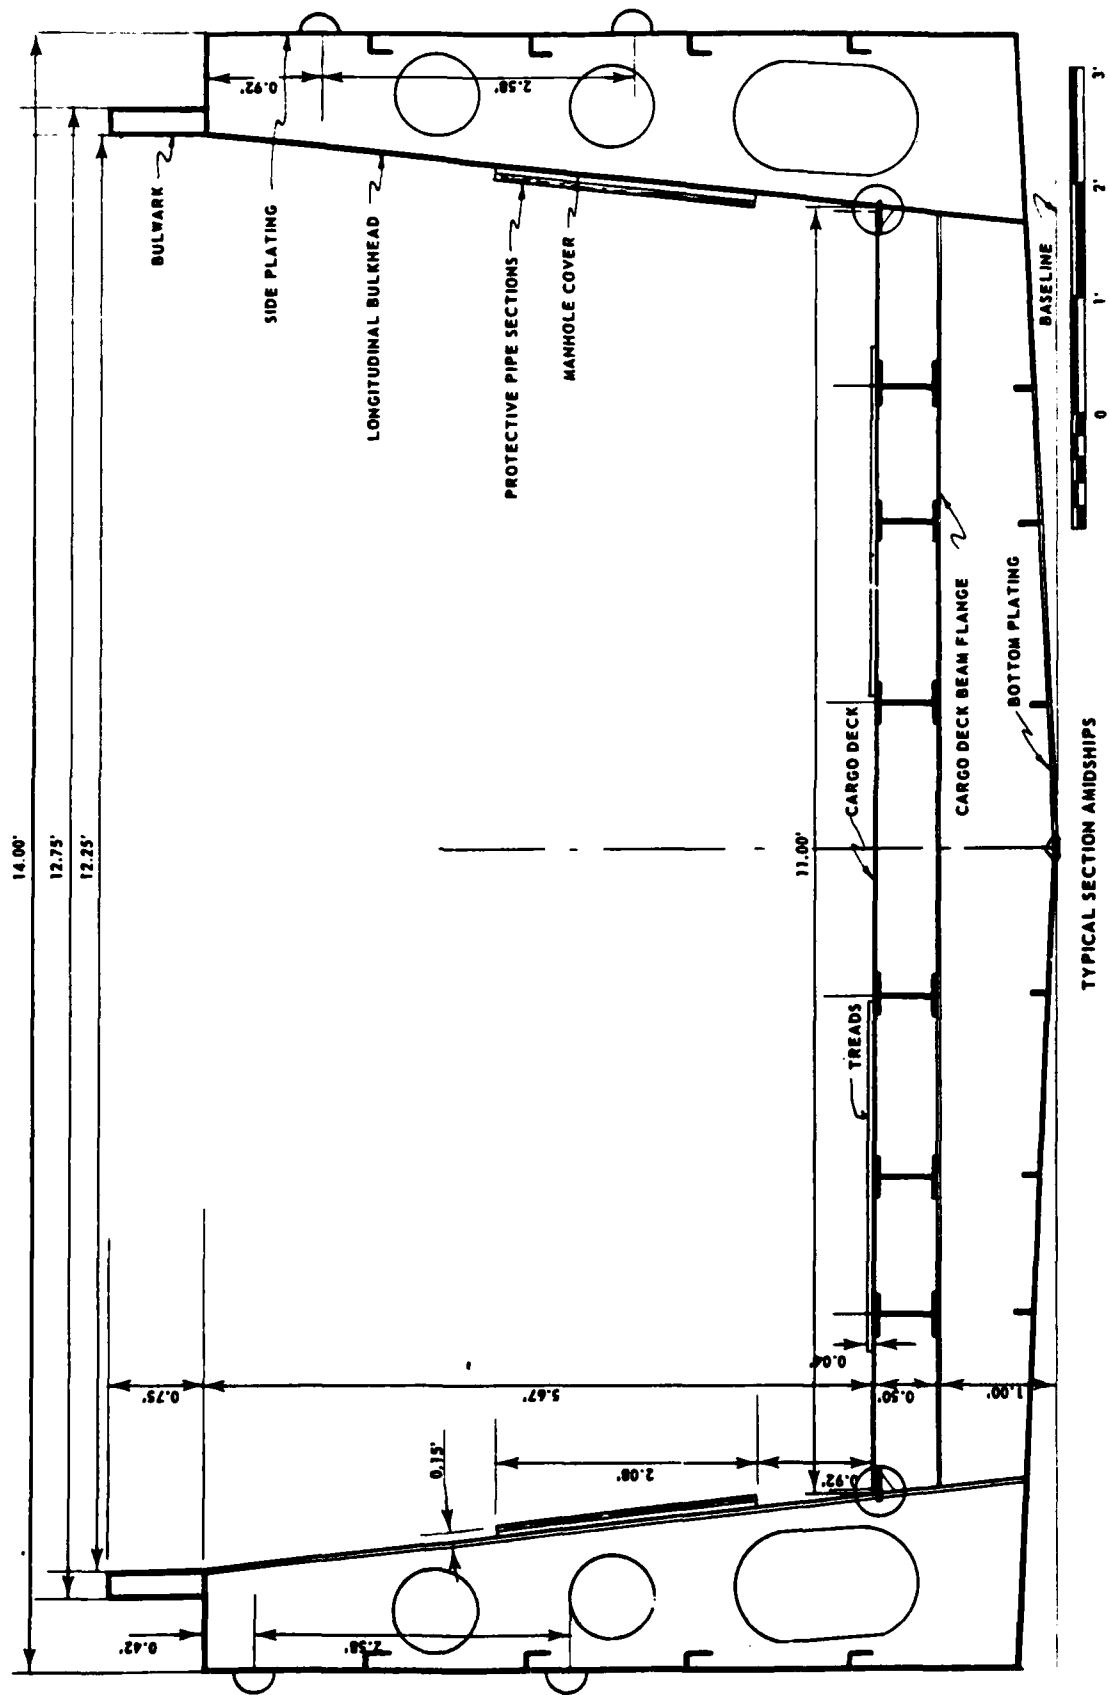 14.00'
12.75'
12.25'
0.75'
0.42'
2.58'
0.15'
2.08'
5.67'
0.92'
0.04'
0.50'
1.00'
11.00'
0.92'
2.58'
BULWARK
SIDE PLATING
LONGITUDINAL BULKHEAD
PROTECTIVE PIPE SECTIONS
MANHOLE COVER
TREADS
CARGO DECK
CARGO DECK BEAM FLANGE
BOTTOM PLATING
BASELINE
0 1' 2' 3'
TYPICAL SECTION AMIDSHIPS